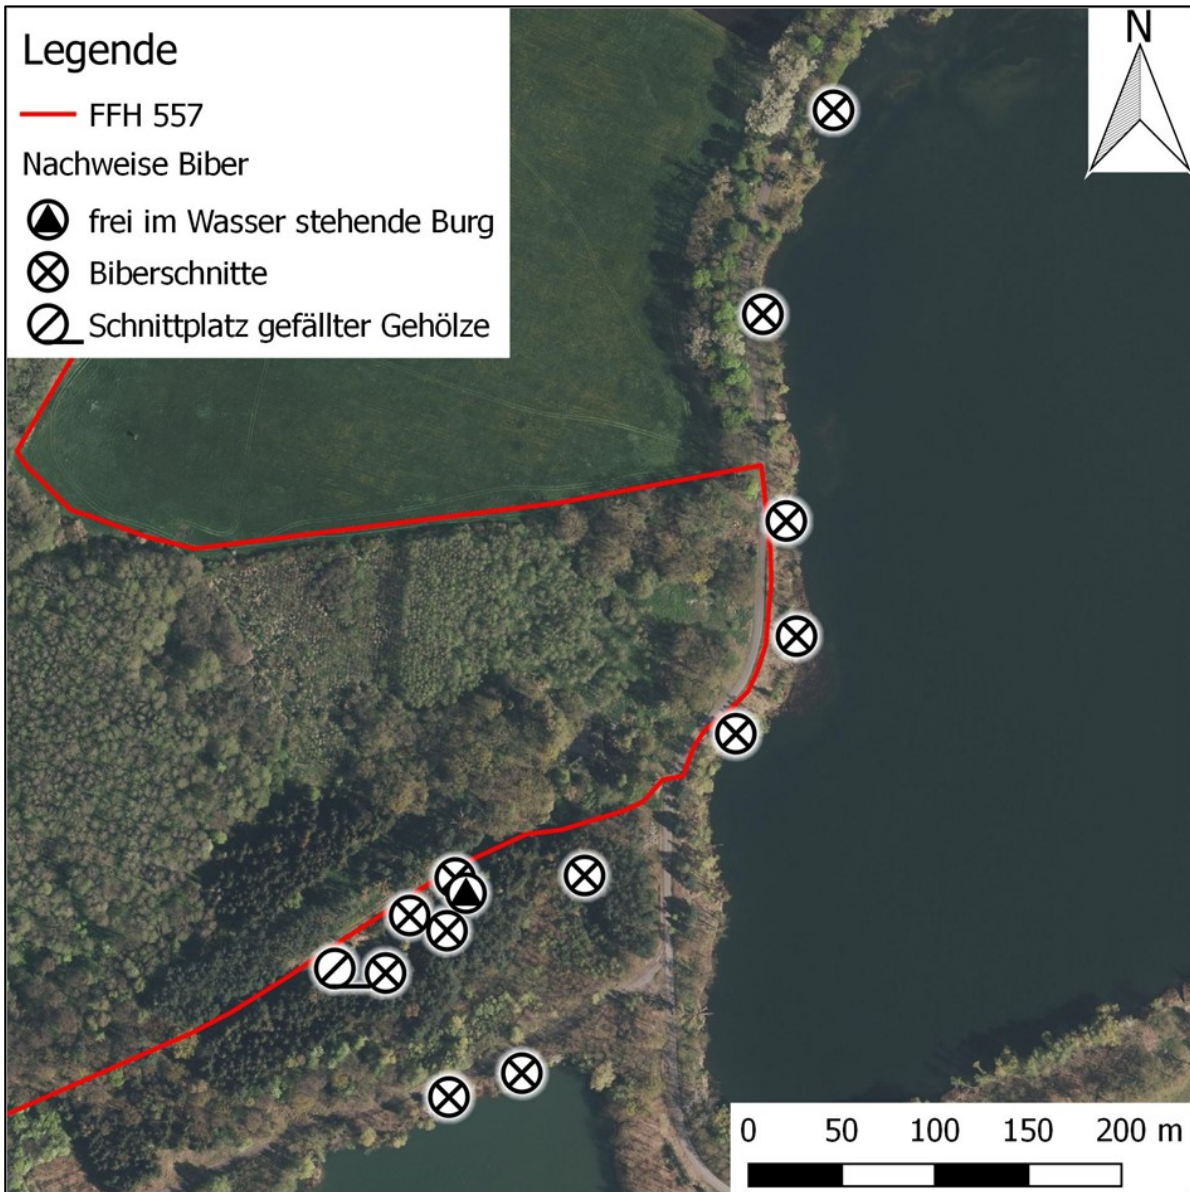 Legende
FFH 557
Nachweise Biber
frei im Wasser stehende Burg
Biberschnitte
Schnittplatz gefällter Gehölze
N
0 50 100 150 200 m